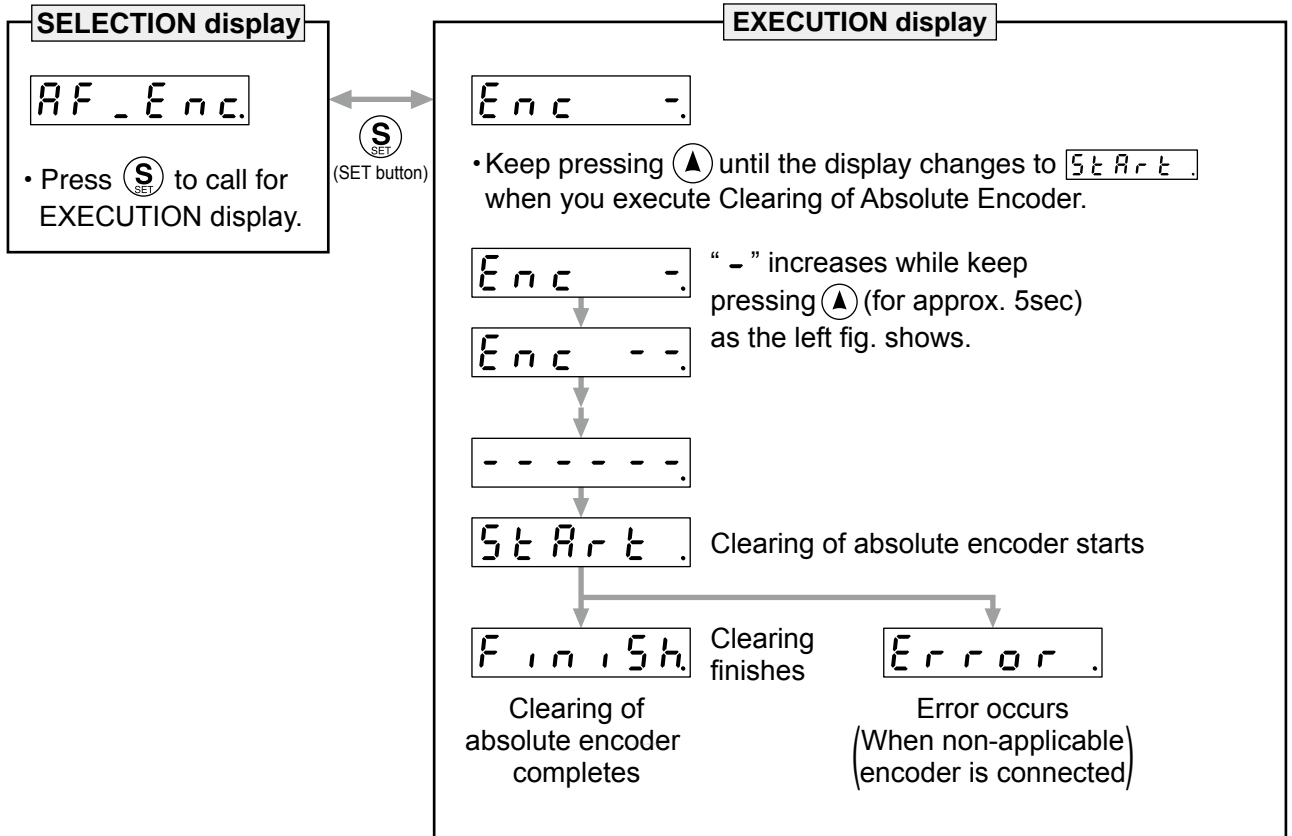 SELECTION display
AF_Enc.
• Press S SET to call for
EXECUTION display.
S SET
(SET button)
EXECUTION display
Enc -.
• Keep pressing ▲ until the display changes to StArt .
when you execute Clearing of Absolute Encoder.
Enc -.
“ - ” increases while keep
pressing ▲ (for approx. 5sec)
as the left fig. shows.
Enc --.
------.
StArt .
Clearing of absolute encoder starts
FiniSh.
Clearing
finishes
Error .
Clearing of
absolute encoder
completes
Error occurs
(When non-applicable
encoder is connected)